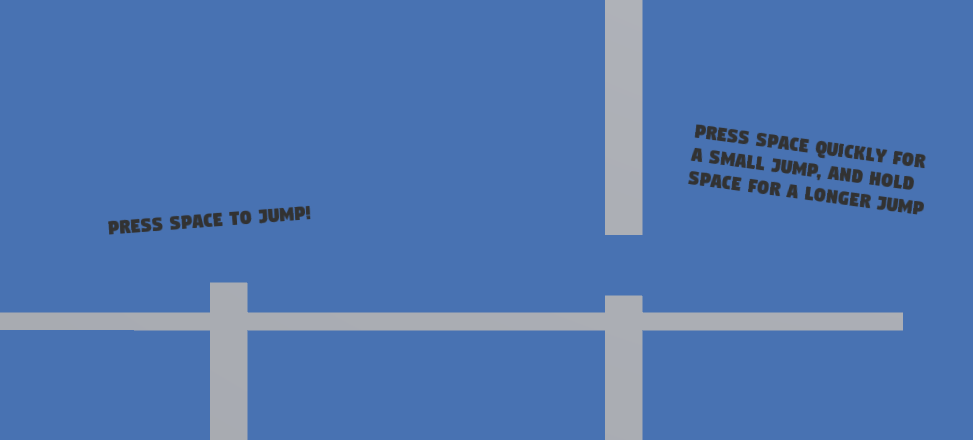 PRESS SPACE TO JUMP!
PRESS SPACE QUICKLY FOR
A SMALL JUMP, AND HOLD
SPACE FOR A LONGER JUMP